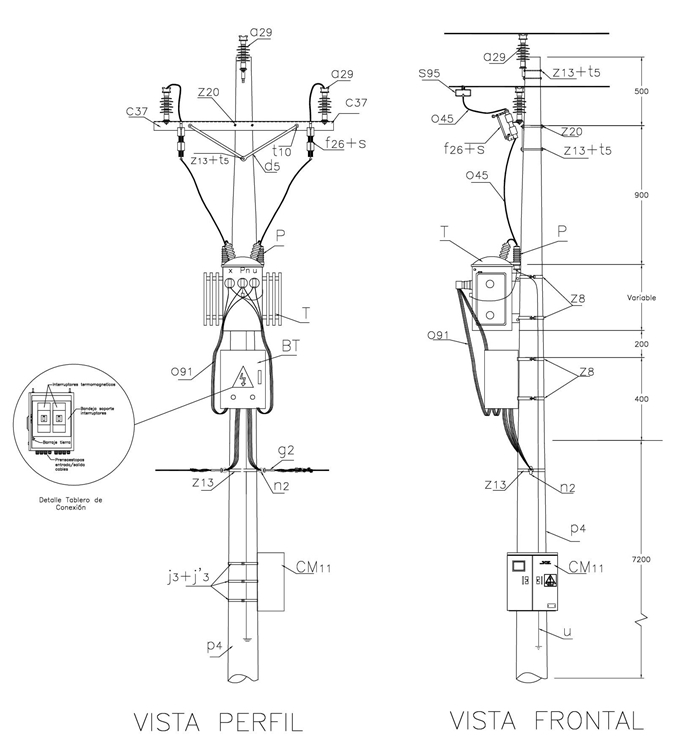 a29
a29
z20
c37
c37
f26+s
t10
z13+t5
d5
P
x Pn u
T
o91
BT
Interruptores termomagneticos
Bandeja soporte
interruptores
Bandeja tierra
Prensaestopas
entrada/salida
cables
Detalle Tablero de
Conexión
g2
z13
n2
j3+j'3
CM11
p4
VISTA PERFIL
a29
z13+t5
s95
o45
z20
f26+s
z13+t5
o45
T
P
z8
o91
z8
z13
n2
p4
CM11
u
500
900
Variable
200
400
7200
VISTA FRONTAL